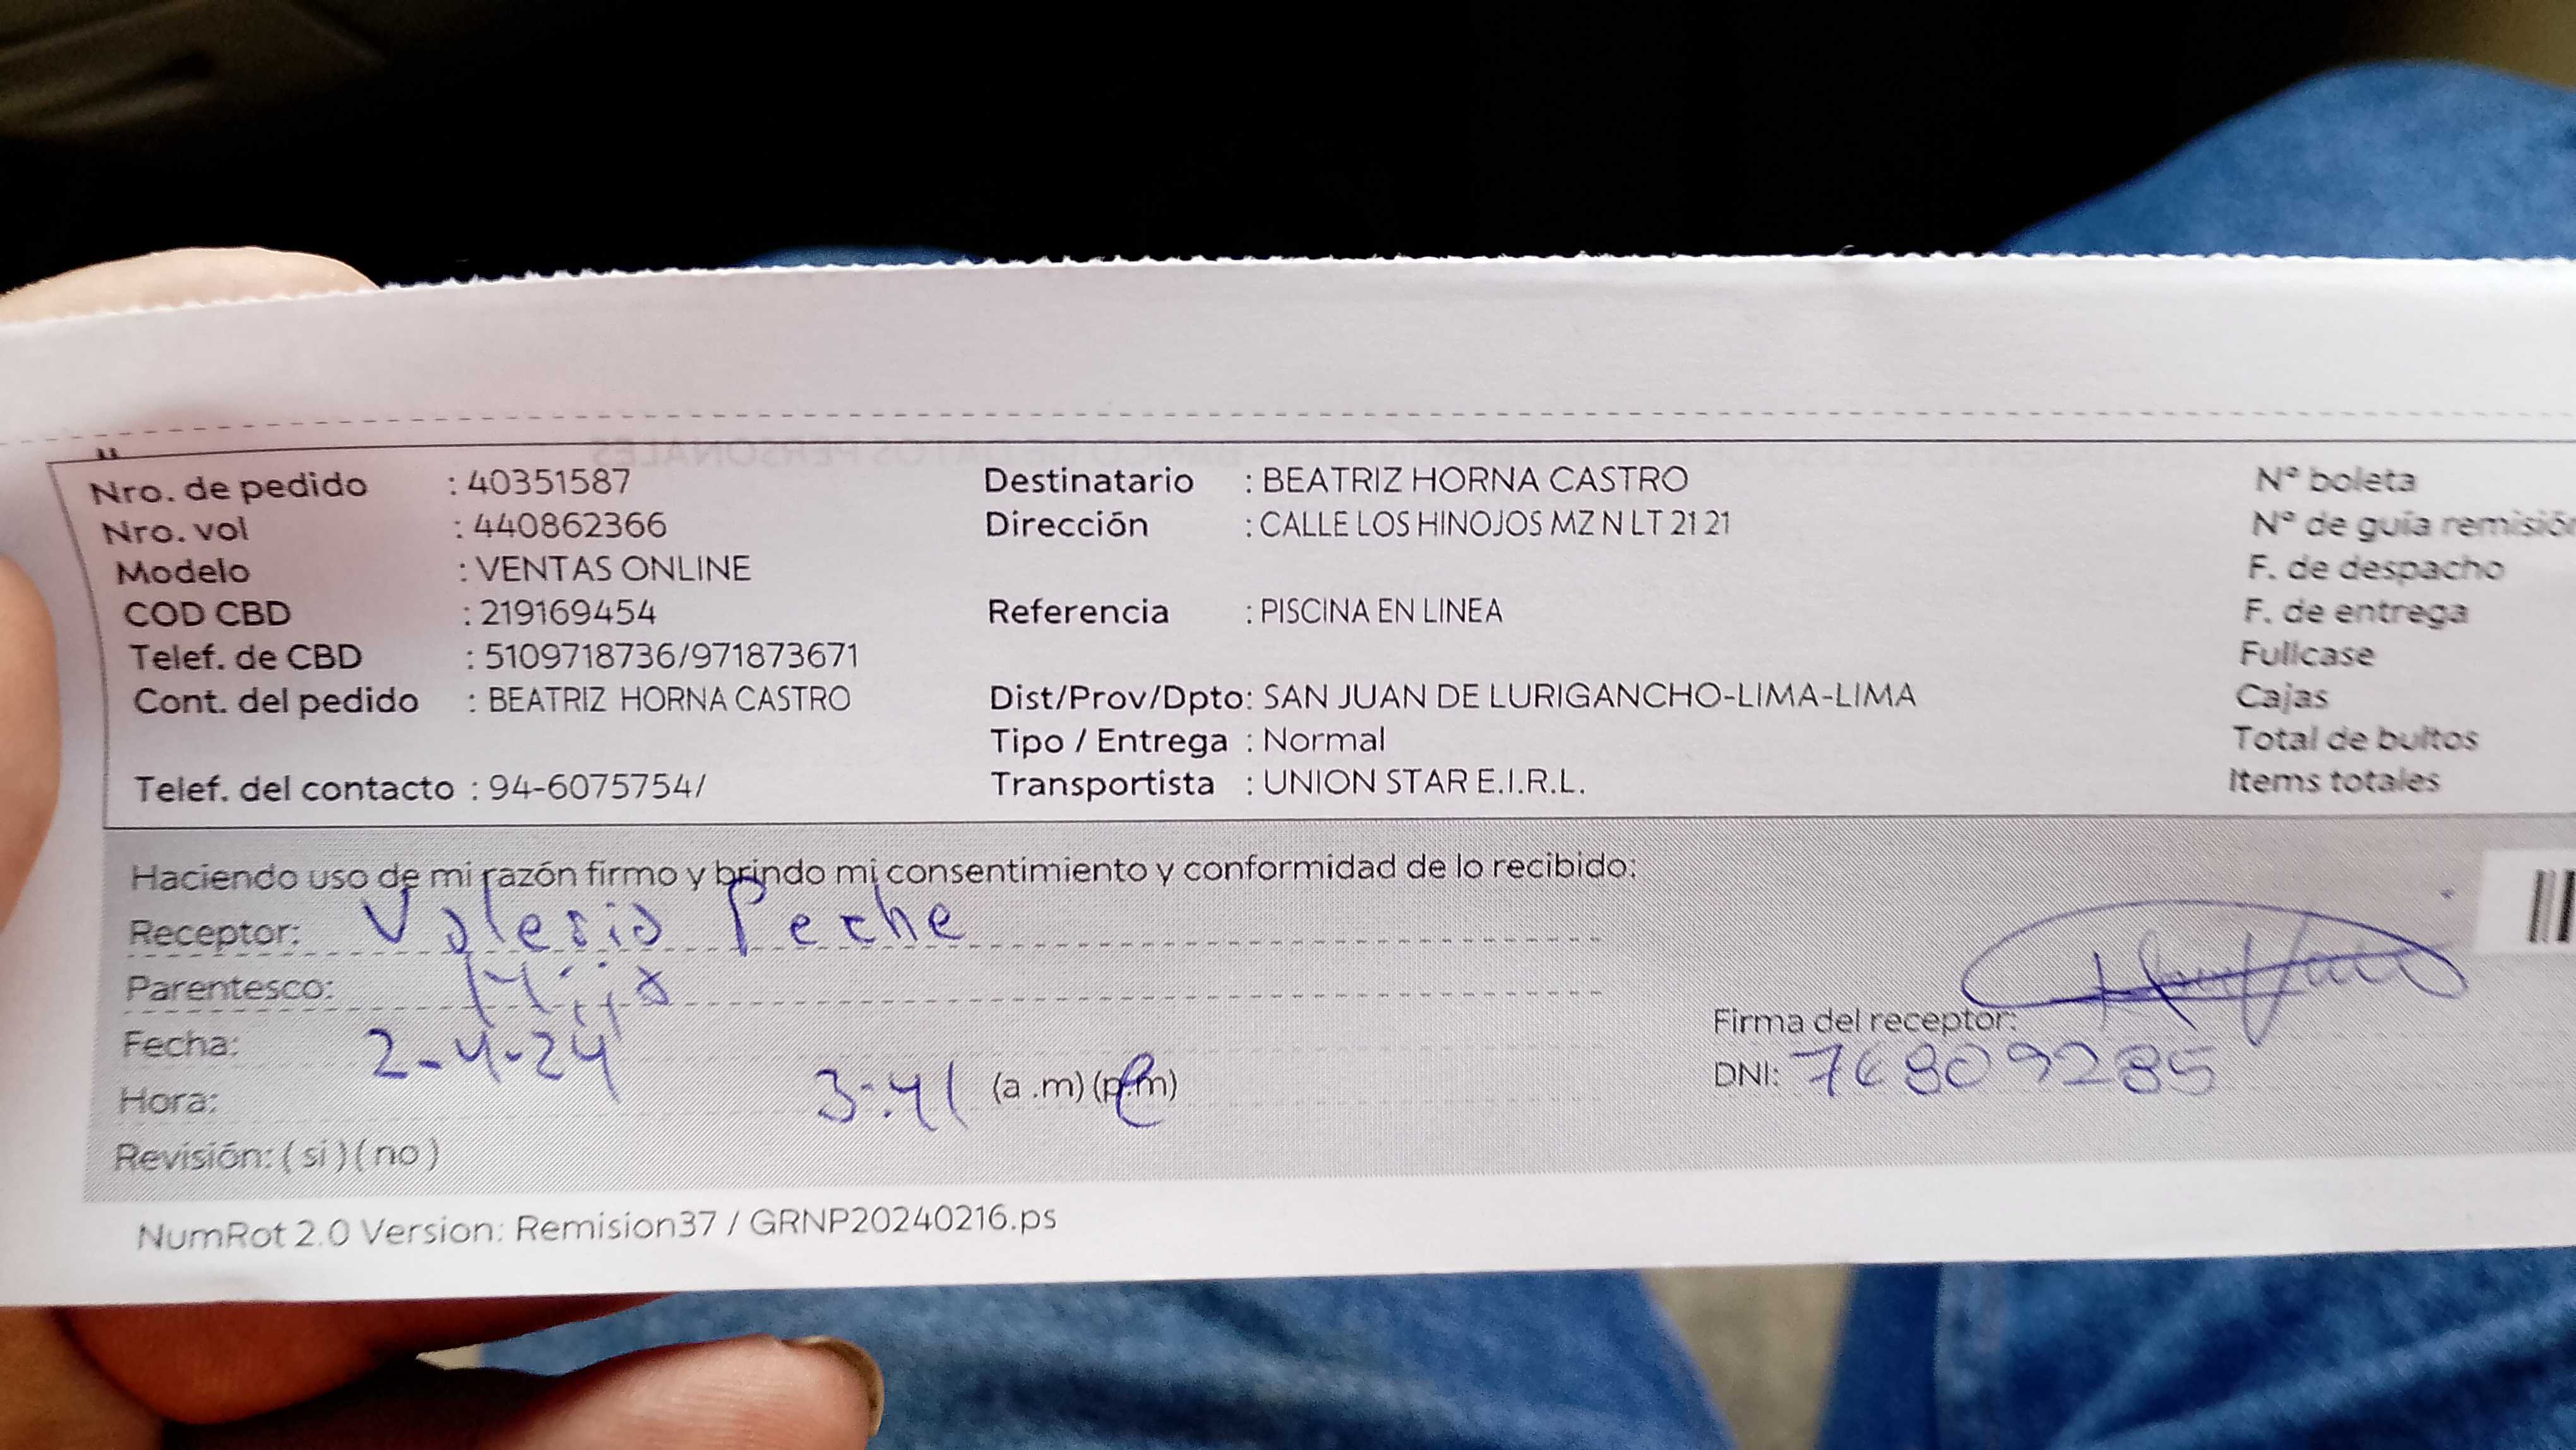 Nro. de pedido : 40351587 Destinatario : BEATRIZ HORNA CASTRO N° boleta
Nro. vol : 440862366 Dirección : CALLE LOS HINOJOS MZ N LT 21 21 N° de guía remisión
Modelo : VENTAS ONLINE F. de despacho
COD CBD : 219169454 Referencia : PISCINA EN LINEA F. de entrega
Telef. de CBD : 5109718736/971873671 Fullcase
Cont. del pedido : BEATRIZ HORNA CASTRO Dist/Prov/Dpto: SAN JUAN DE LURIGANCHO-LIMA-LIMA Cajas
Tipo / Entrega : Normal Total de bultos
Telef. del contacto : 94-6075754/ Transportista : UNION STAR E.I.R.L. Items totales
Haciendo uso de mi razón firmo y brindo mi consentimiento y conformidad de lo recibido:
Receptor: Valeria Peche
Parentesco: Hija
Fecha: 2-4-24 Firma del receptor:
Hora: 3:41 (a .m) (p.m) DNI: 76809285
Revisión: ( si ) ( no )
NumRot 2.0 Version: Remision37 / GRNP20240216.ps